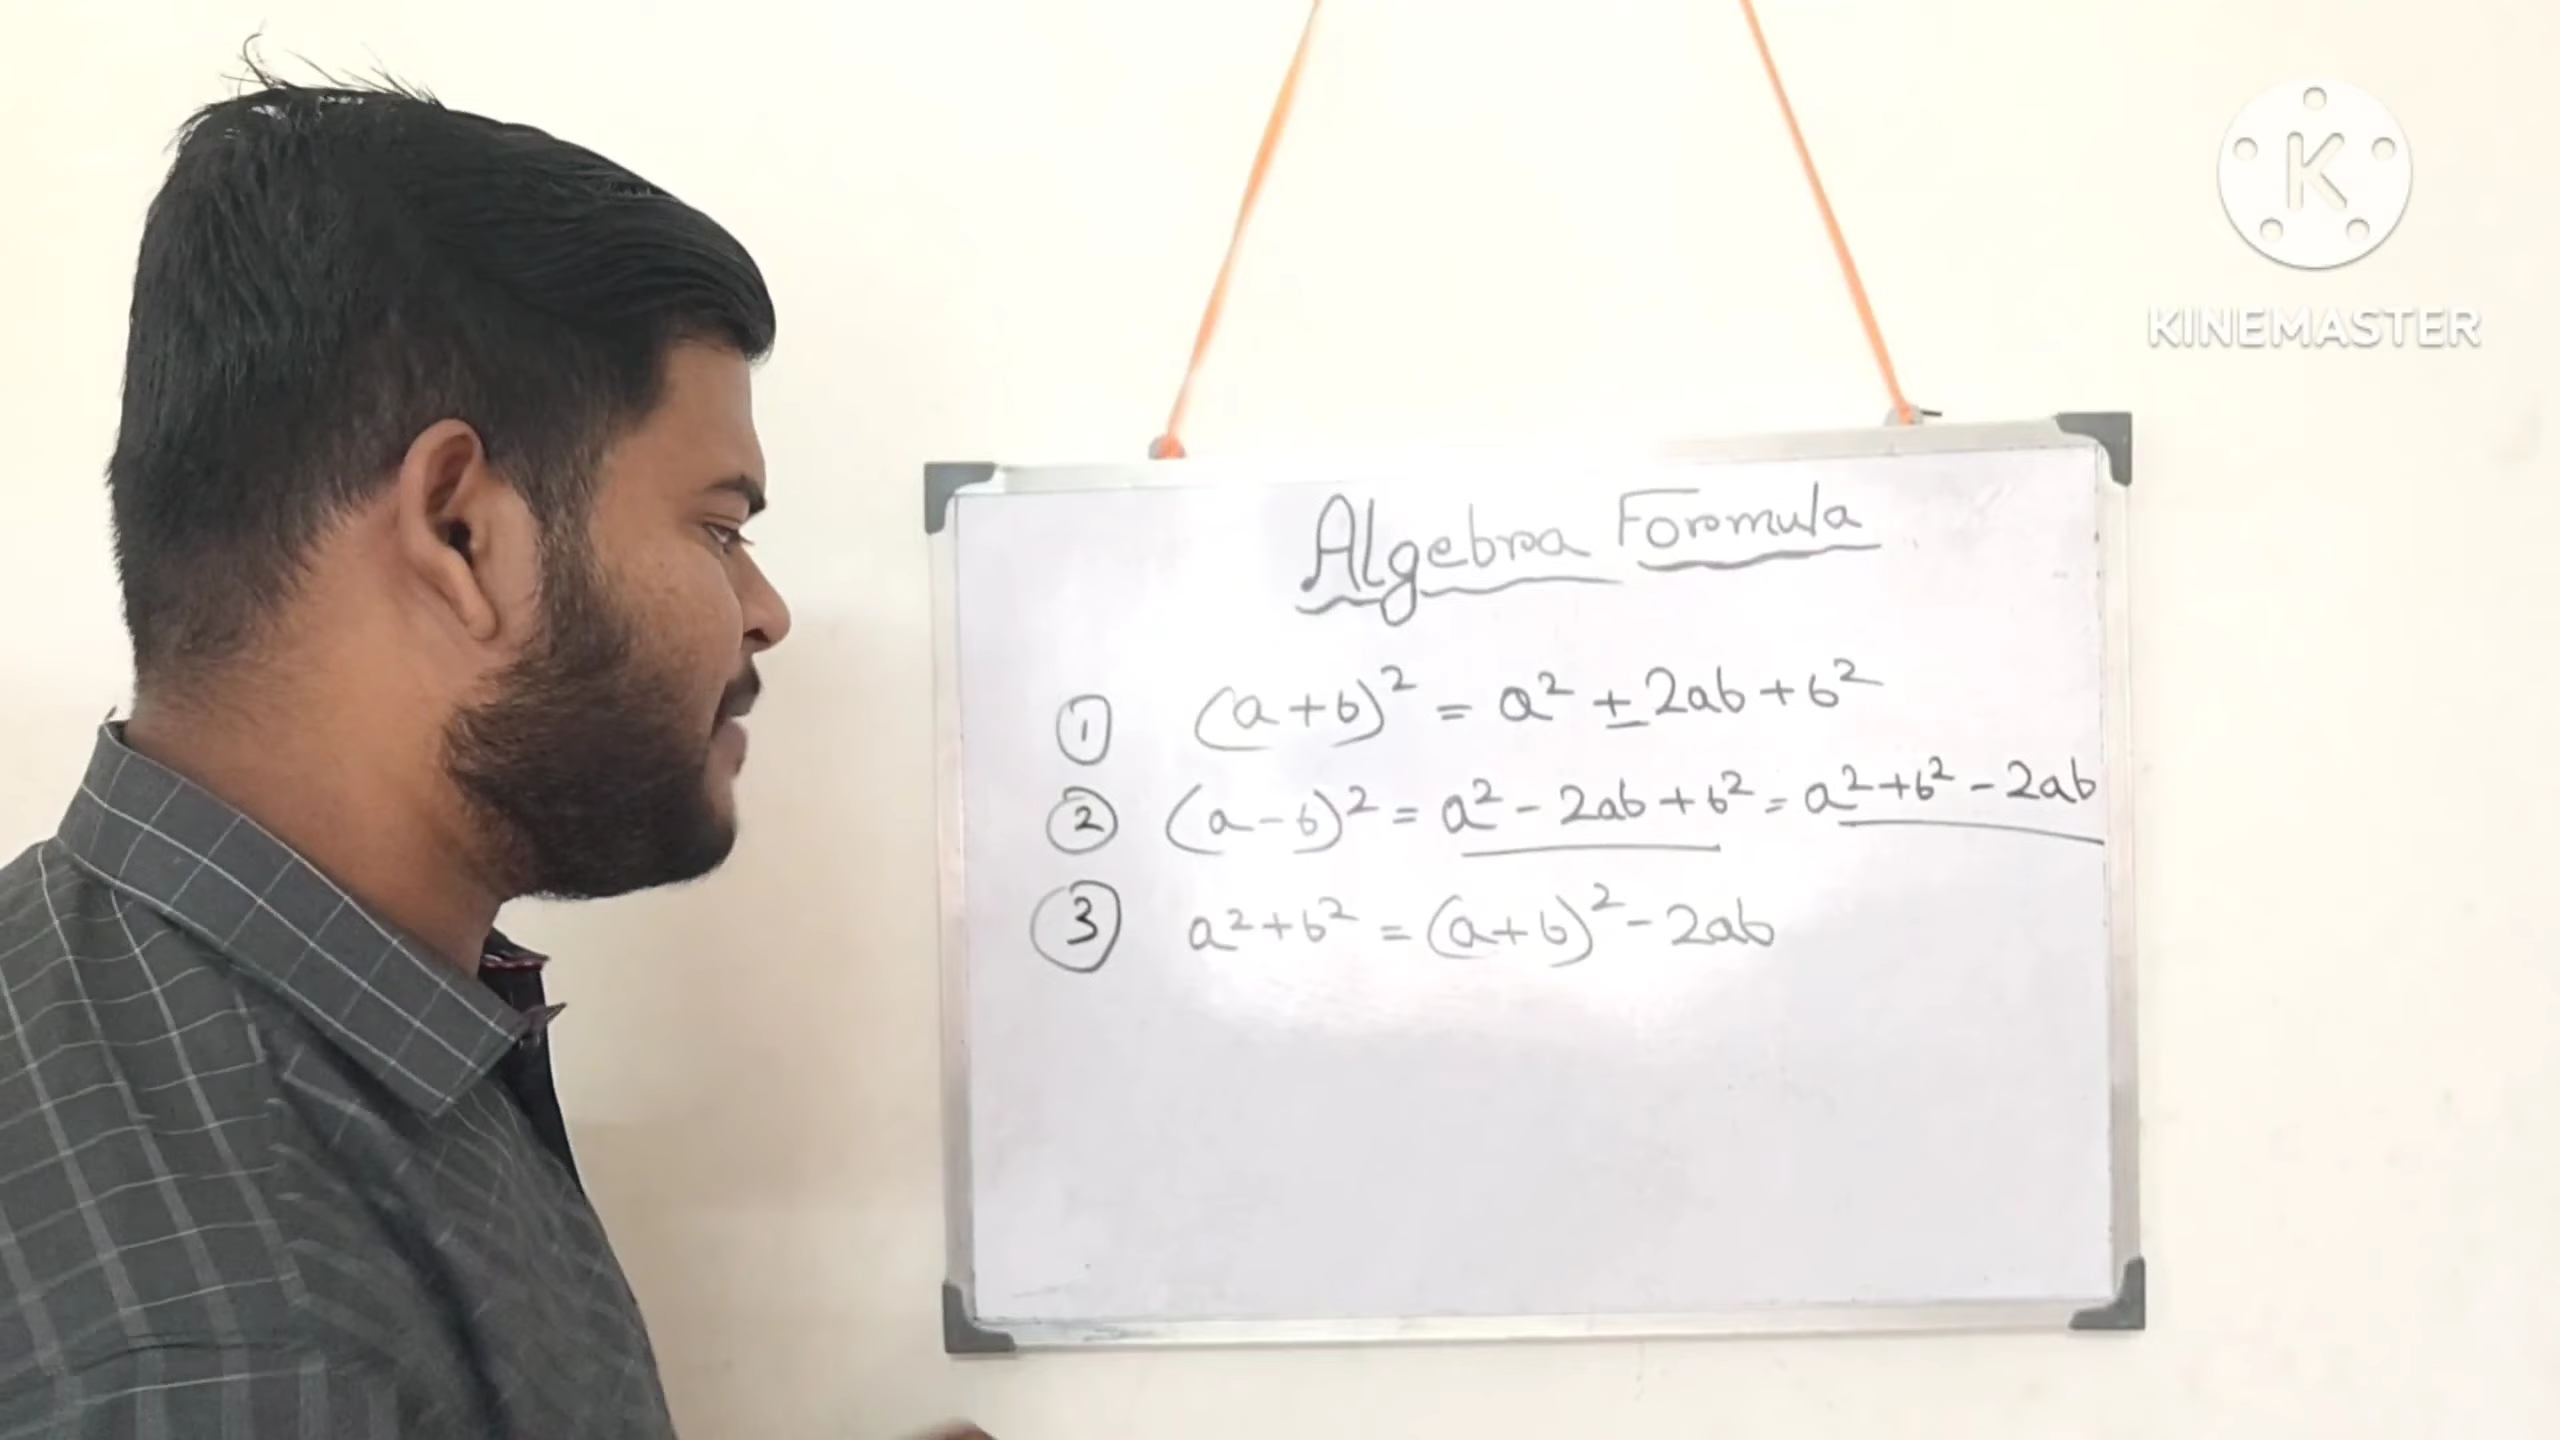 K
KINEMASTER
Algebra Formula
① (a+b)² = a² + 2ab + b²
② (a-b)² = a² - 2ab + b² = a² + b² - 2ab
③ a² + b² = (a+b)² - 2ab